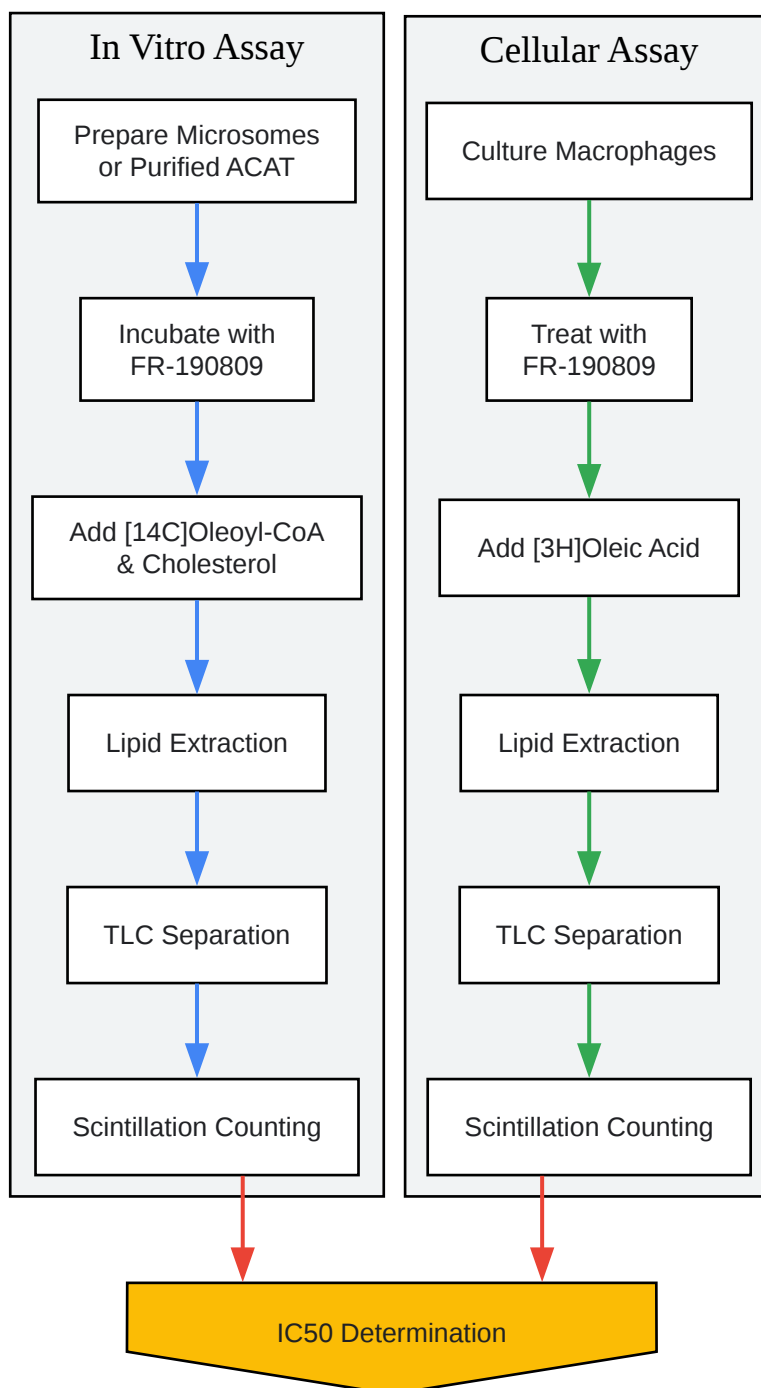 In Vitro Assay
Prepare Microsomes
or Purified ACAT
Incubate with
FR-190809
Add [14C]Oleoyl-CoA
& Cholesterol
Lipid Extraction
TLC Separation
Scintillation Counting
Cellular Assay
Culture Macrophages
Treat with
FR-190809
Add [3H]Oleic Acid
Lipid Extraction
TLC Separation
Scintillation Counting
IC50 Determination